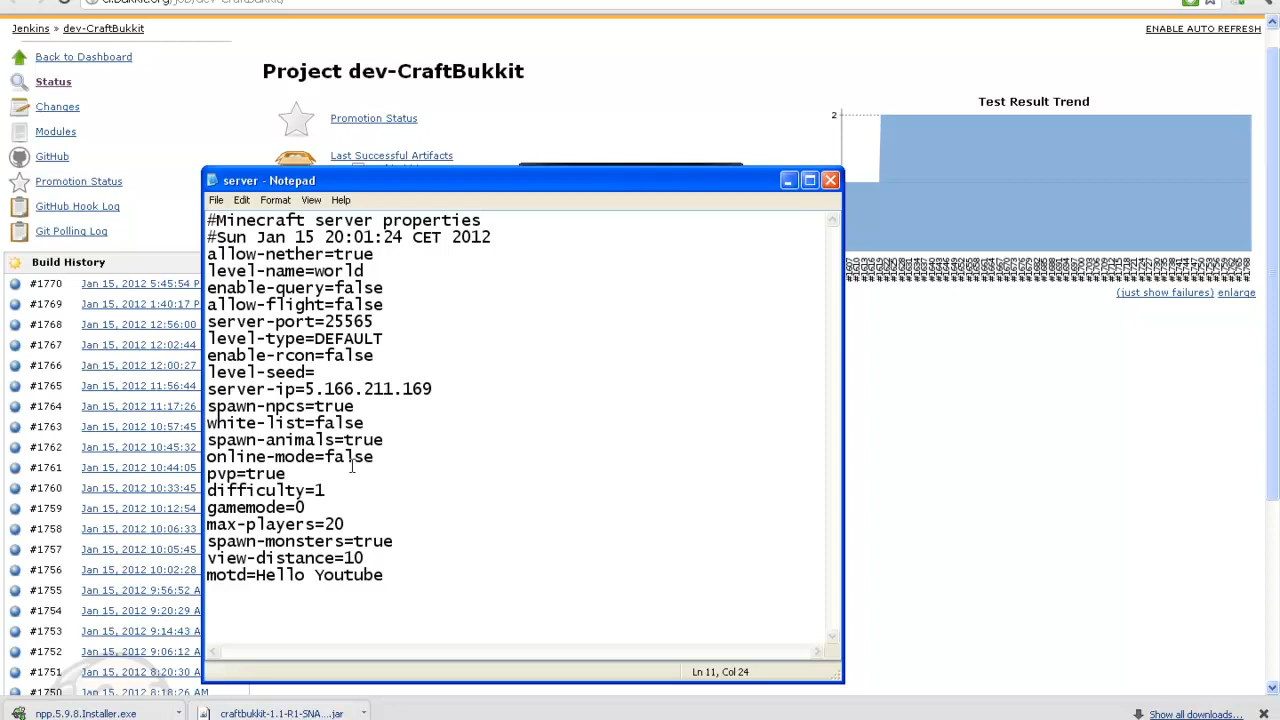 Jenkins » dev-CraftBukkit
ENABLE AUTO REFRESH
Back to Dashboard
Status
Changes
Modules
GitHub
Promotion Status
GitHub Hook Log
Git Polling Log
Project dev-CraftBukkit
Promotion Status
Last Successful Artifacts
Test Result Trend
2
(just show failures) enlarge
Build History
#1770 Jan 15, 2012 5:45:54 P
#1769 Jan 15, 2012 1:40:17 P
#1768 Jan 15, 2012 12:56:00
#1767 Jan 15, 2012 12:02:44
#1766 Jan 15, 2012 12:00:27
#1765 Jan 15, 2012 11:56:44
#1764 Jan 15, 2012 11:17:26
#1763 Jan 15, 2012 10:57:45
#1762 Jan 15, 2012 10:45:32
#1761 Jan 15, 2012 10:44:05
#1760 Jan 15, 2012 10:33:45
#1759 Jan 15, 2012 10:12:54
#1758 Jan 15, 2012 10:06:33
#1757 Jan 15, 2012 10:05:45
#1756 Jan 15, 2012 10:02:28
#1755 Jan 15, 2012 9:56:52 A
#1754 Jan 15, 2012 9:20:29 A
#1753 Jan 15, 2012 9:14:43 A
#1752 Jan 15, 2012 9:06:12 A
#1751 Jan 15, 2012 8:20:30 A
#1750 Jan 15, 2012 8:18:26 AM
server - Notepad
File Edit Format View Help
#Minecraft server properties
#Sun Jan 15 20:01:24 CET 2012
allow-nether=true
level-name=world
enable-query=false
allow-flight=false
server-port=25565
level-type=DEFAULT
enable-rcon=false
level-seed=
server-ip=5.166.211.169
spawn-npcs=true
white-list=false
spawn-animals=true
online-mode=false
pvp=true
difficulty=1
gamemode=0
max-players=20
spawn-monsters=true
view-distance=10
motd=Hello Youtube
Ln 11, Col 24
npp.5.9.8.Installer.exe
craftbukkit-1.1-R1-SNA....jar
Show all downloads...